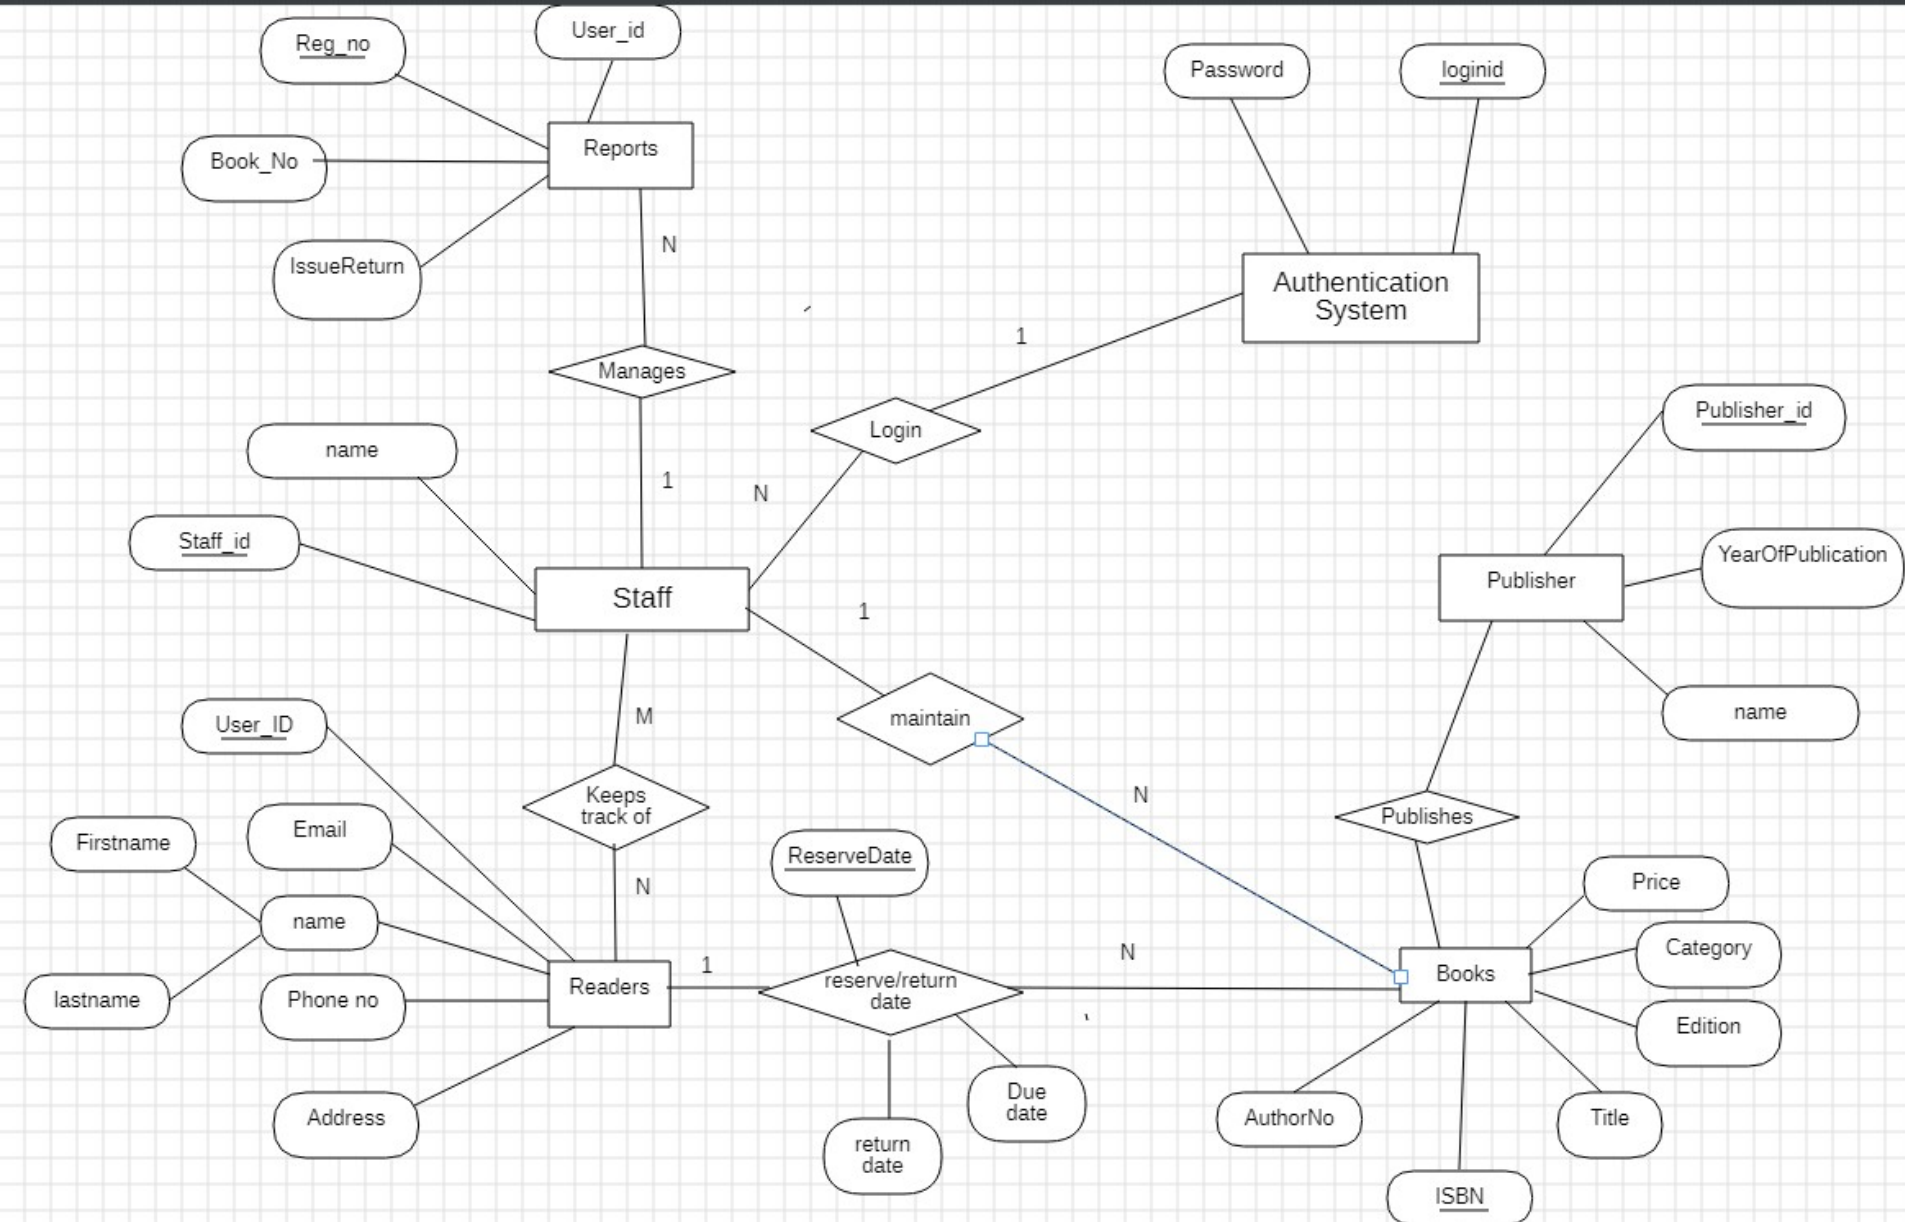 User_id
Reg_no
Password
loginid
Reports
Book_No
N
IssueReturn
Authentication
System
1
Manages
Publisher_id
Login
name
1
N
Staff_id
YearOfPublication
Publisher
Staff
1
name
User_ID
M
maintain
N
Keeps
track of
Publishes
Email
Firstname
ReserveDate
Price
N
name
Category
N
1
Books
reserve/return
date
Readers
lastname
Phone no
Edition
Due
date
Address
AuthorNo
Title
return
date
ISBN